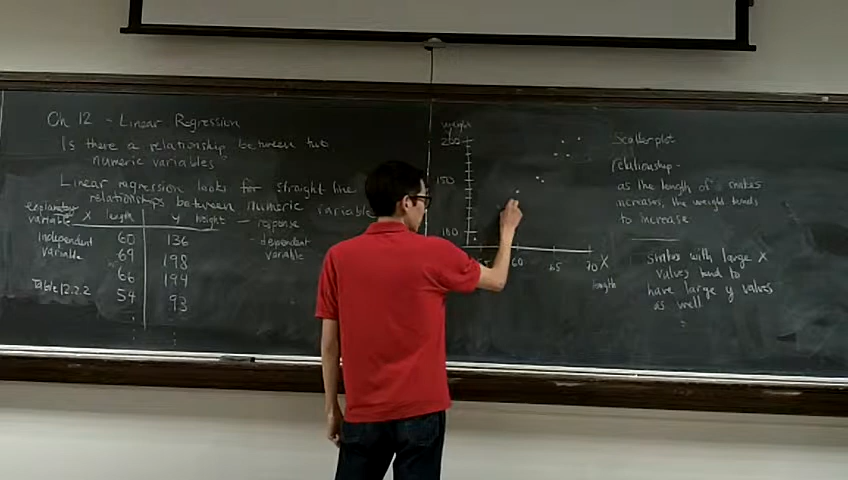 Ch 12 - Linear Regression
Is there a relationship between two
numeric variables?
Linear regression looks for straight-line
relationships between numeric variable
explanatory
variable X length Y height - response
independent
variable
- dependent
variable
60 136
69 198
66 194
54 93
Table 12.2.2
weight
Y
200
150
100
60
65
70 X
length
Scatterplot
relationship -
as the length of snakes
increases, the weight tends
to increase
snakes with large X
values tend to
have large y values
as well